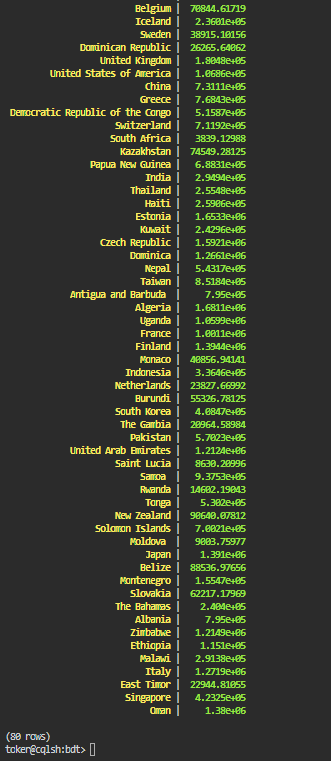 Belgium | 70844.61719
Iceland | 2.3601e+05
Sweden | 38915.10156
Dominican Republic | 26265.64062
United Kingdom | 1.8048e+05
United States of America | 1.0686e+05
China | 7.3111e+05
Greece | 7.6843e+05
Democratic Republic of the Congo | 5.1587e+05
Switzerland | 7.1192e+05
South Africa | 3839.12988
Kazakhstan | 74549.28125
Papua New Guinea | 6.8831e+05
India | 2.9494e+05
Thailand | 2.5548e+05
Haiti | 2.5906e+05
Estonia | 1.6533e+06
Kuwait | 2.4296e+05
Czech Republic | 1.5921e+06
Dominica | 1.2661e+06
Nepal | 5.4317e+05
Taiwan | 8.5184e+05
Antigua and Barbuda | 7.95e+05
Algeria | 1.6811e+06
Uganda | 1.0599e+06
France | 1.0011e+06
Finland | 1.3944e+06
Monaco | 40856.94141
Indonesia | 3.3646e+05
Netherlands | 23827.66992
Burundi | 55326.78125
South Korea | 4.0847e+05
The Gambia | 20964.58984
Pakistan | 5.7023e+05
United Arab Emirates | 1.2124e+06
Saint Lucia | 8630.20996
Samoa | 9.3753e+05
Rwanda | 14602.19043
Tonga | 5.302e+05
New Zealand | 90640.07812
Solomon Islands | 7.0021e+05
Moldova | 9003.75977
Japan | 1.391e+06
Belize | 88536.97656
Montenegro | 1.5547e+05
Slovakia | 62217.17969
The Bahamas | 2.404e+05
Albania | 7.95e+05
Zimbabwe | 1.2149e+06
Ethiopia | 1.151e+05
Malawi | 2.9138e+05
Italy | 1.2719e+06
East Timor | 22944.81055
Singapore | 4.2325e+05
Oman | 1.38e+06
(80 rows)
token@cqlsh:bdt>